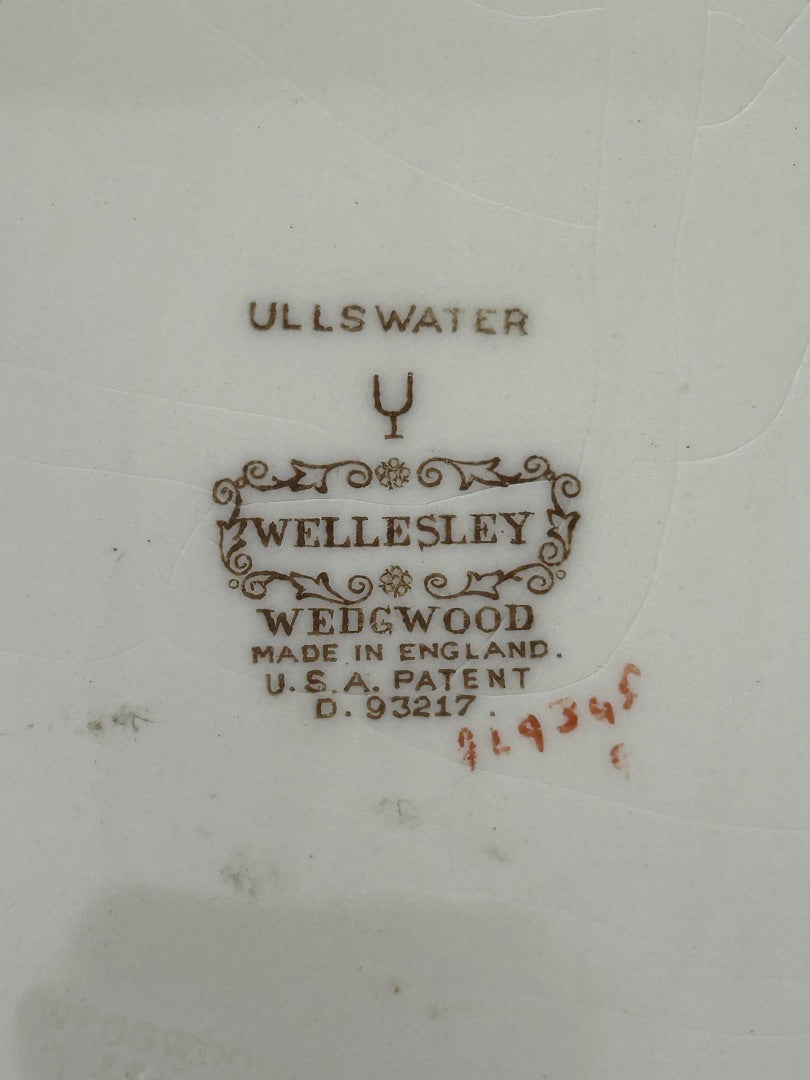 ULLSWATER
WELLESLEY
WEDGWOOD
MADE IN ENGLAND.
U.S.A. PATENT
D. 93217.